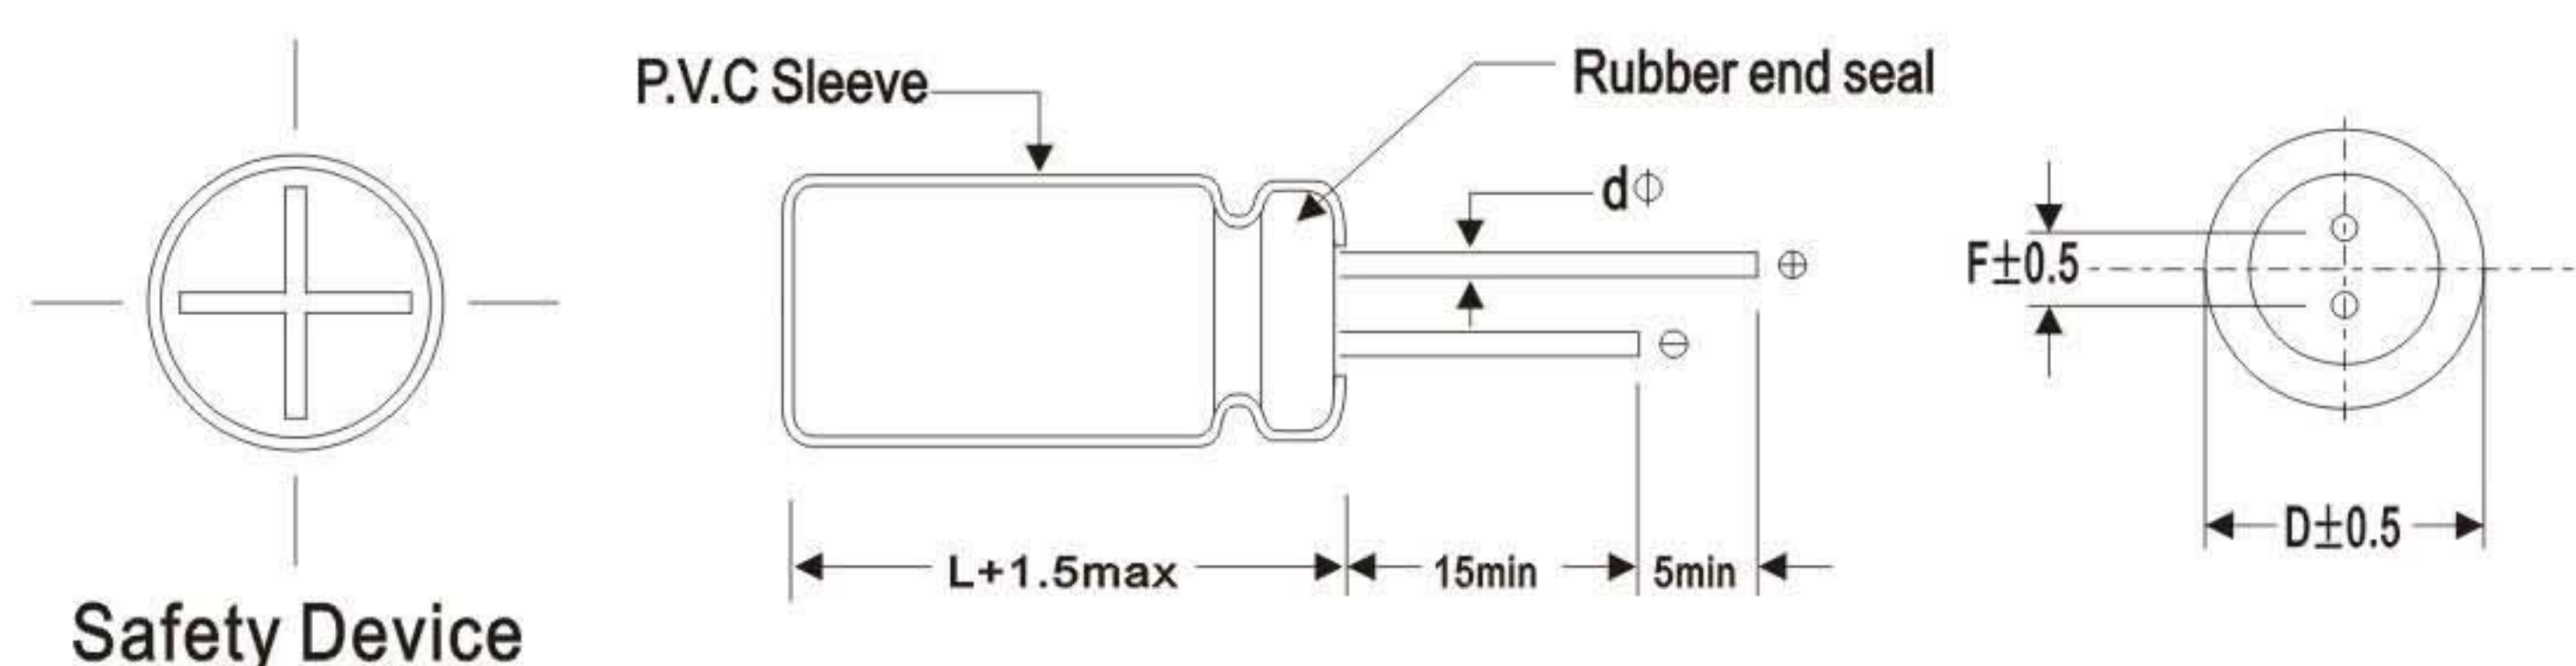 P.V.C Sleeve
Rubber end seal
dϕ
⊕
F±0.5
⊖
D±0.5
L+1.5max
15min
5min
Safety Device